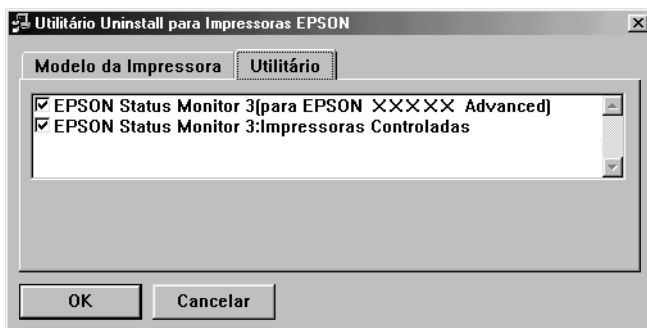 Utilitário Uninstall para Impressoras EPSON
Modelo da Impressora
Utilitário
EPSON Status Monitor 3(para EPSON XXXXX Advanced)
EPSON Status Monitor 3:Impressoras Controladas
OK
Cancelar